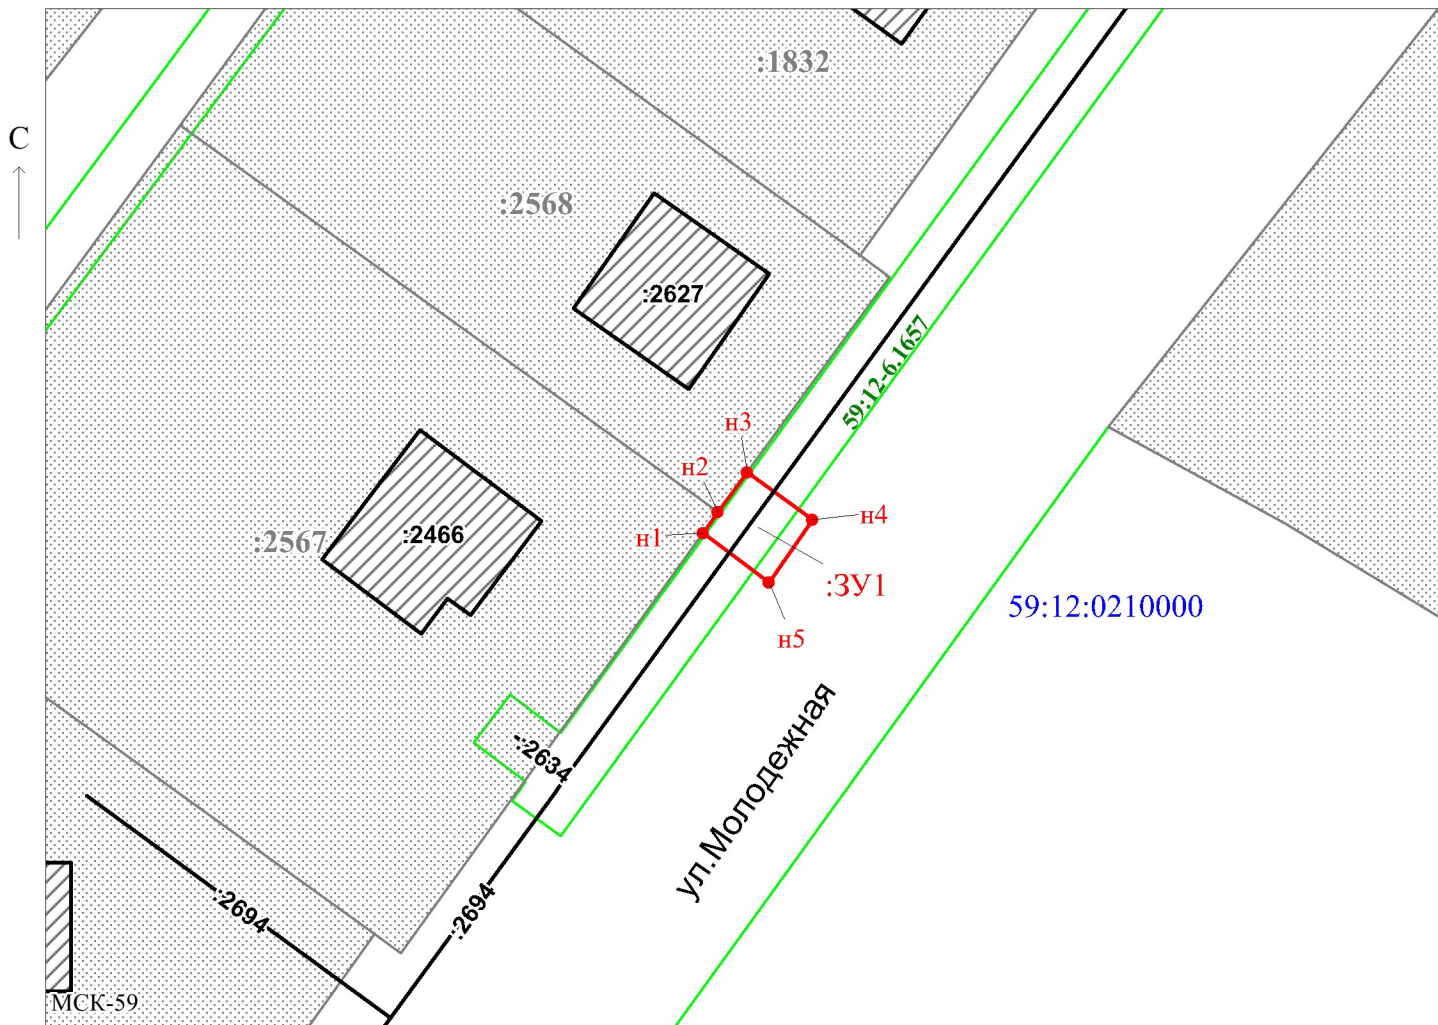 :1832
С
:2568
:2627
59:12-6.1657
н3
н2
н4
:2466
:2567
н1
:ЗУ1
59:12:0210000
н5
:2634
ул.Молодежная
:2694
:2694
МСК-59